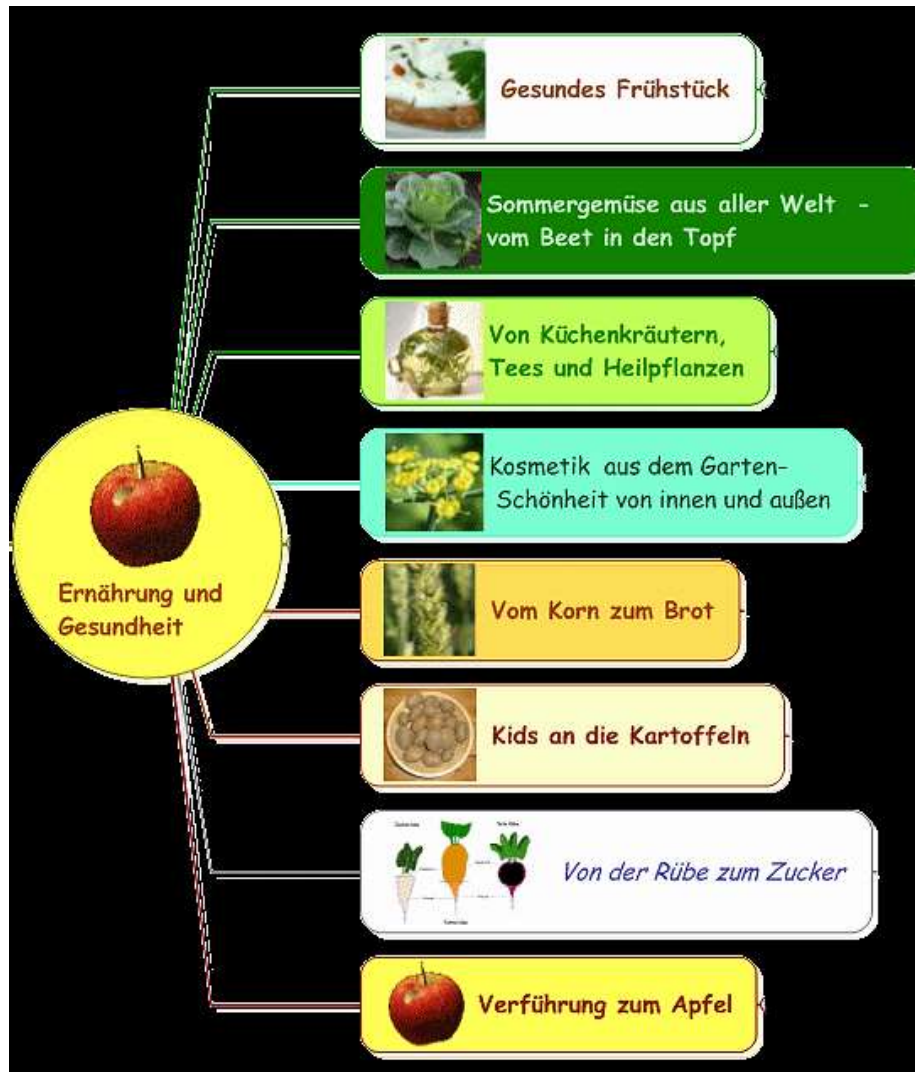 Gesundes Frühstück
Sommergemüse aus aller Welt -
vom Beet in den Topf
Von Küchenkräutern,
Tees und Heilpflanzen
Kosmetik aus dem Garten-
Schönheit von innen und außen
Ernährung und
Gesundheit
Vom Korn zum Brot
Kids an die Kartoffeln
Von der Rübe zum Zucker
Verführung zum Apfel